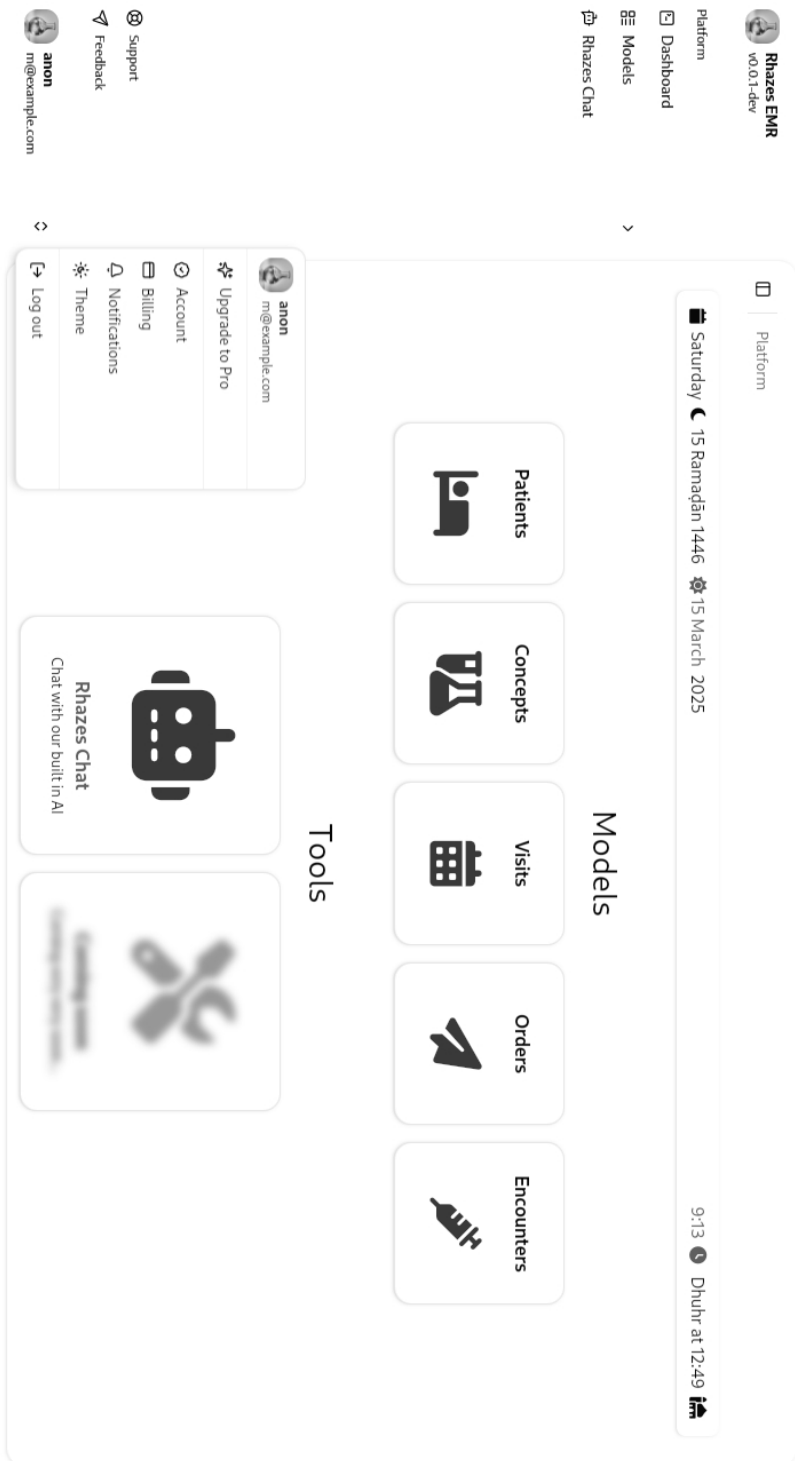 Rhazes EMR
v0.0.1-dev
Platform
Dashboard
Models
Rhazes Chat
Support
Feedback
anon
m@example.com
Platform
Saturday 15 Ramaḍān 1446 15 March 2025
9:13 Dhuhr at 12:49
Models
Patients
Concepts
Visits
Orders
Encounters
Tools
Rhazes Chat
Chat with our built in AI
anon
m@example.com
Upgrade to Pro
Account
Billing
Notifications
Theme
Log out